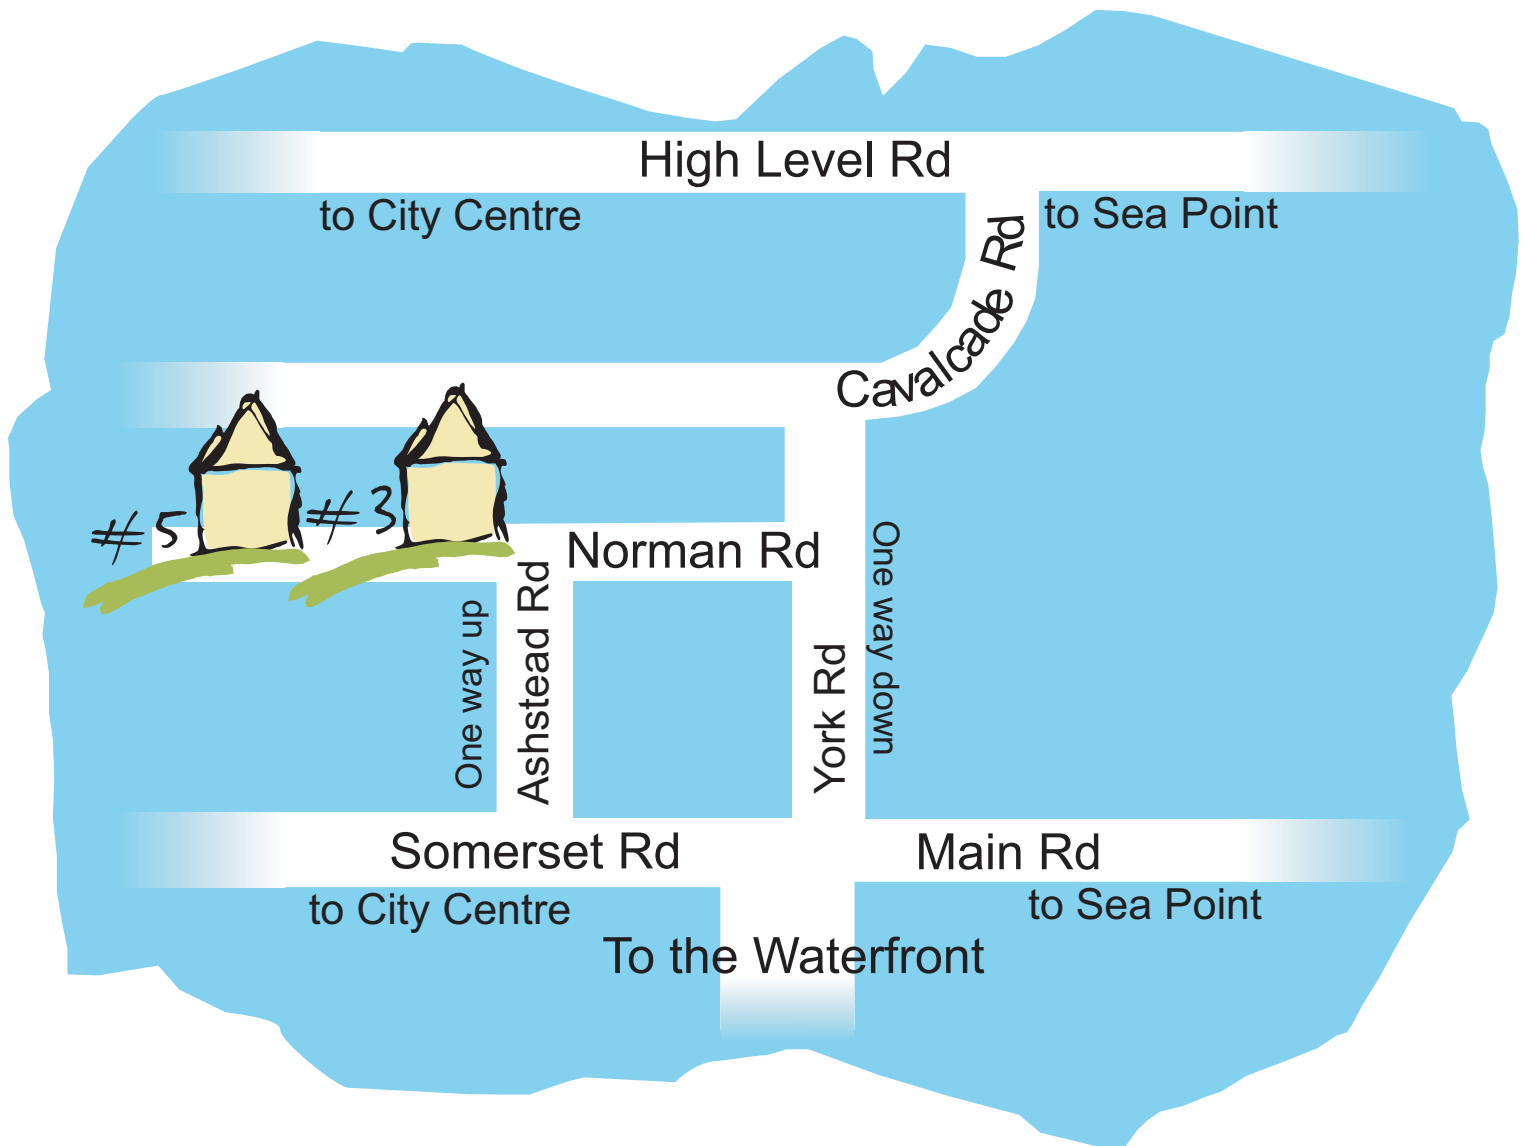 High Level Rd
to City Centre
to Sea Point
Cavalcade Rd
#5
#3
Norman Rd
One way up
Ashstead Rd
York Rd
One way down
Somerset Rd
Main Rd
to City Centre
to Sea Point
To the Waterfront